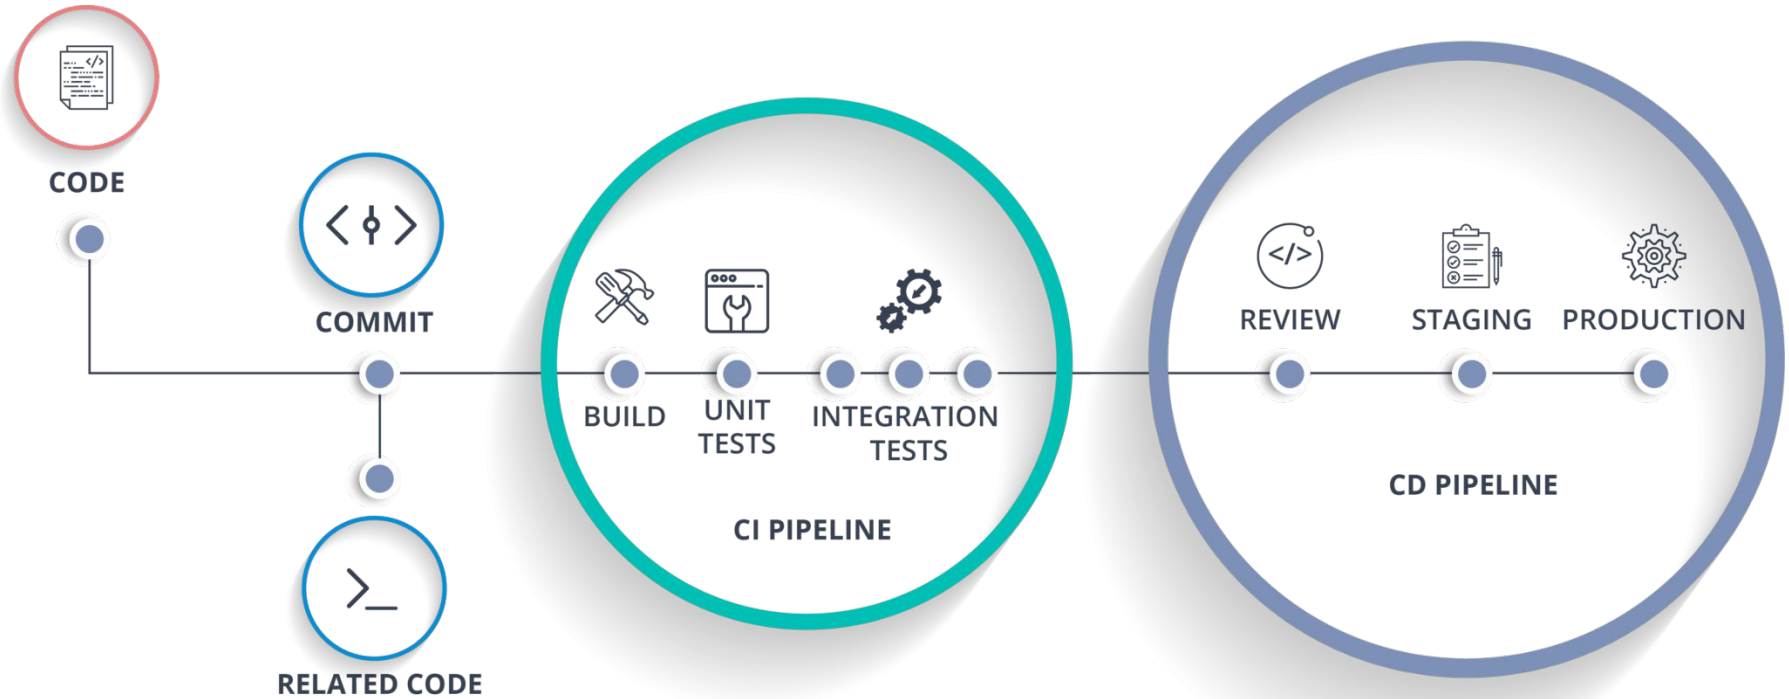 CODE
COMMIT
RELATED CODE
BUILD
UNIT
TESTS
INTEGRATION
TESTS
CI PIPELINE
REVIEW
STAGING
PRODUCTION
CD PIPELINE